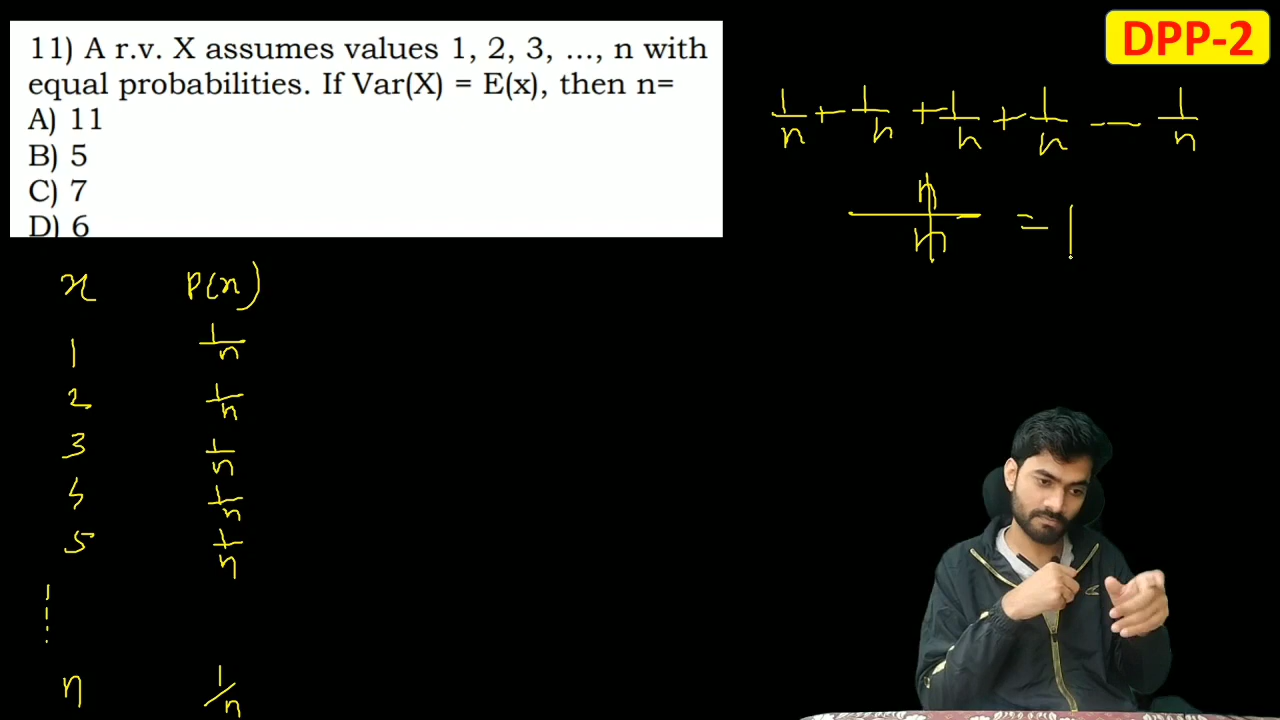 DPP-2
11) A r.v. X assumes values 1, 2, 3, ..., n with
equal probabilities. If Var(X) = E(x), then n=
A) 11
B) 5
C) 7
D) 6
1/n + 1/n + 1/n + 1/n — 1/n
n/n = 1
x P(x)
1 1/n
2 1/n
3 1/n
4 1/n
5 1/n
n 1/n